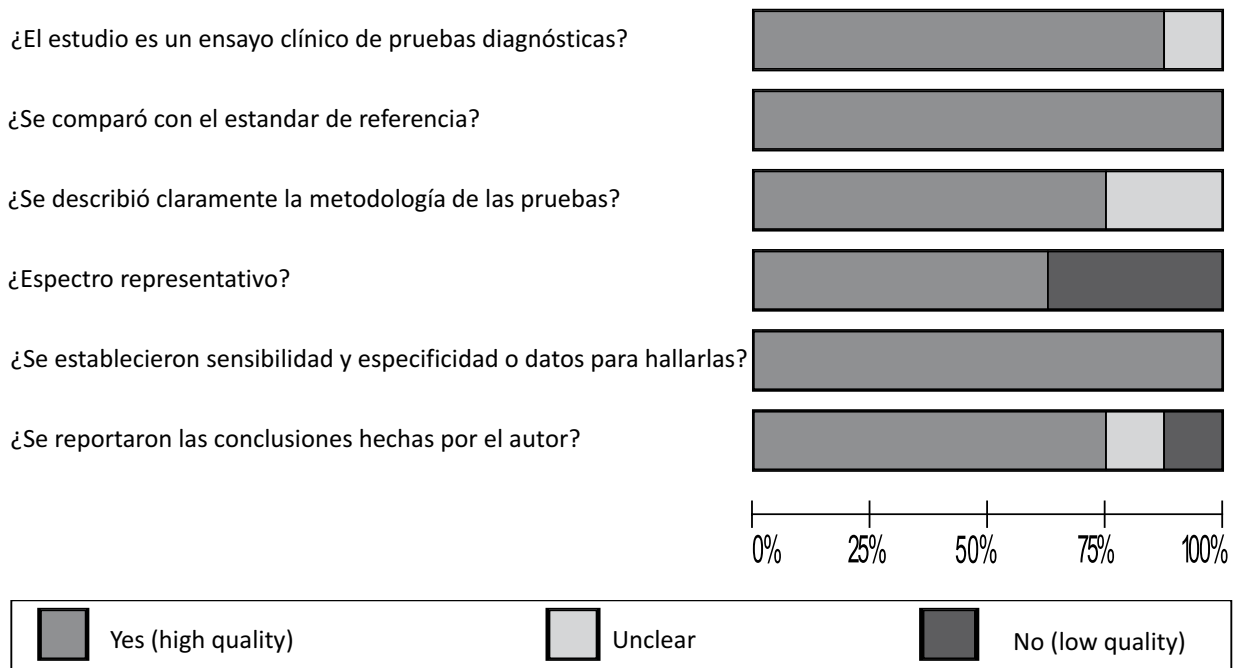 ¿El estudio es un ensayo clínico de pruebas diagnósticas?
¿Se comparó con el estandar de referencia?
¿Se describió claramente la metodología de las pruebas?
¿Espectro representativo?
¿Se establecieron sensibilidad y especificidad o datos para hallarlas?
¿Se reportaron las conclusiones hechas por el autor?
0% 25% 50% 75% 100%
Yes (high quality) Unclear No (low quality)